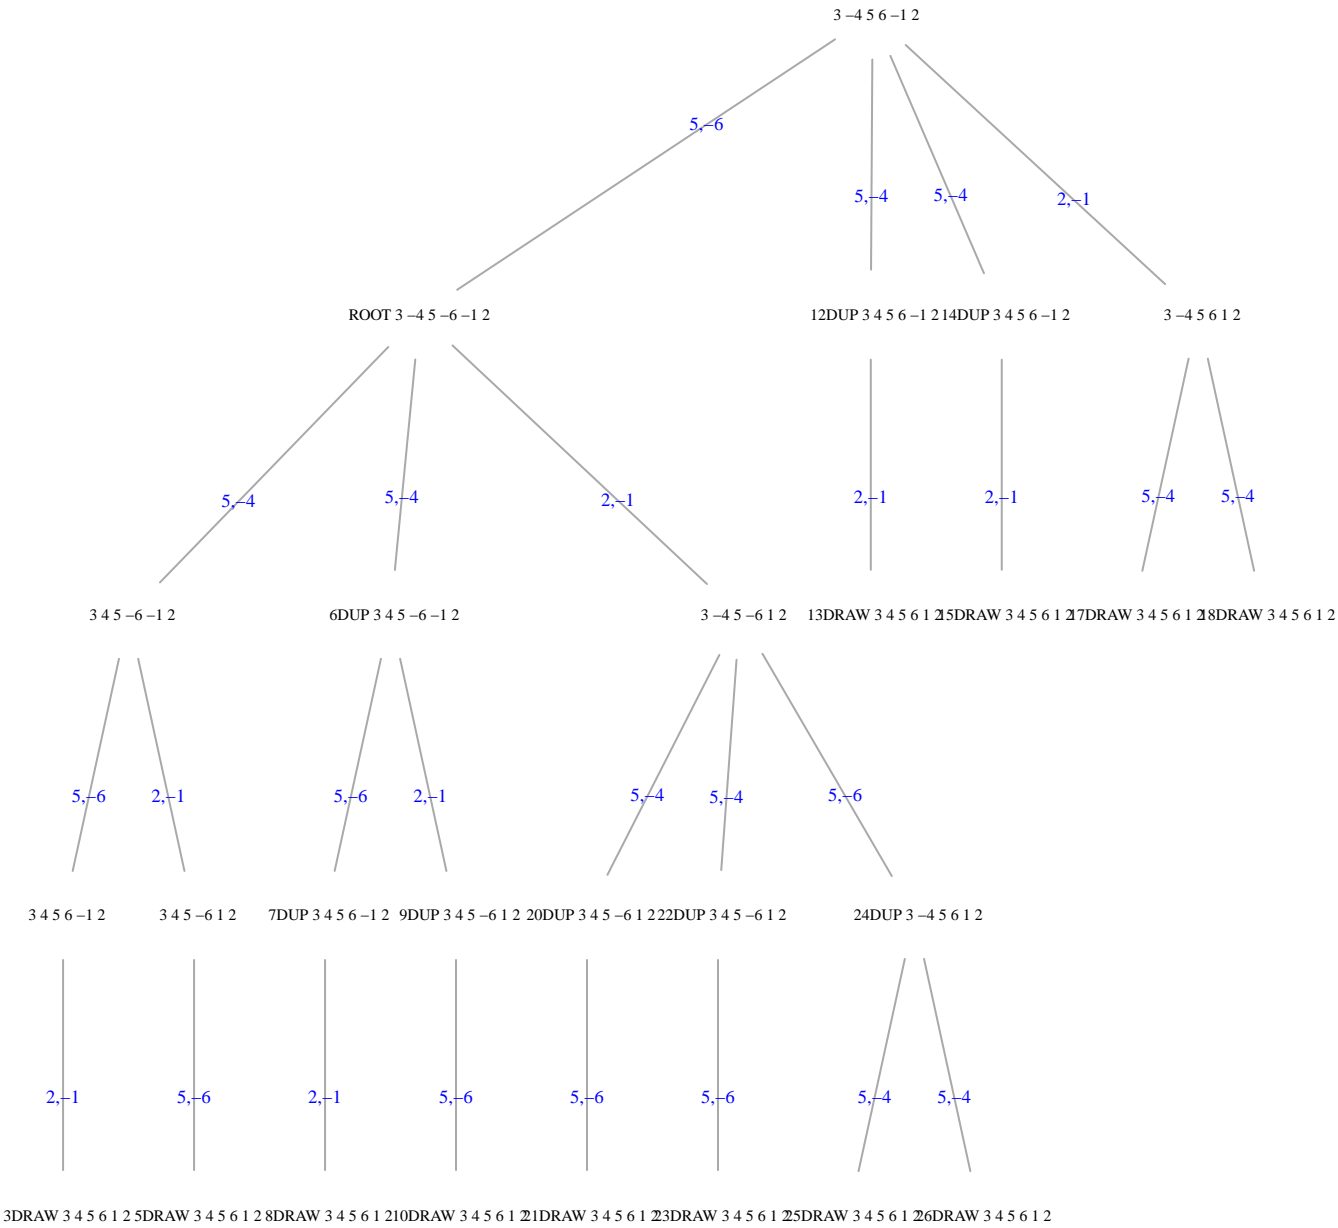 3 –4 5 6 –1 2
5,–6
5,–4
5,–4
2,–1
ROOT 3 –4 5 –6 –1 2
12DUP 3 4 5 6 –1 2
14DUP 3 4 5 6 –1 2
3 –4 5 6 1 2
5,–4
5,–4
2,–1
2,–1
2,–1
5,–4
5,–4
3 4 5 –6 –1 2
6DUP 3 4 5 –6 –1 2
3 –4 5 –6 1 2
13DRAW 3 4 5 6 1 2
15DRAW 3 4 5 6 1 2
17DRAW 3 4 5 6 1 2
18DRAW 3 4 5 6 1 2
5,–6
2,–1
5,–6
2,–1
5,–4
5,–4
5,–6
3 4 5 6 –1 2
3 4 5 –6 1 2
7DUP 3 4 5 6 –1 2
9DUP 3 4 5 –6 1 2
20DUP 3 4 5 –6 1 2
22DUP 3 4 5 –6 1 2
24DUP 3 –4 5 6 1 2
2,–1
5,–6
2,–1
5,–6
5,–6
5,–6
5,–4
5,–4
3DRAW 3 4 5 6 1 2
5DRAW 3 4 5 6 1 2
8DRAW 3 4 5 6 1 2
10DRAW 3 4 5 6 1 2
21DRAW 3 4 5 6 1 2
23DRAW 3 4 5 6 1 2
25DRAW 3 4 5 6 1 2
26DRAW 3 4 5 6 1 2